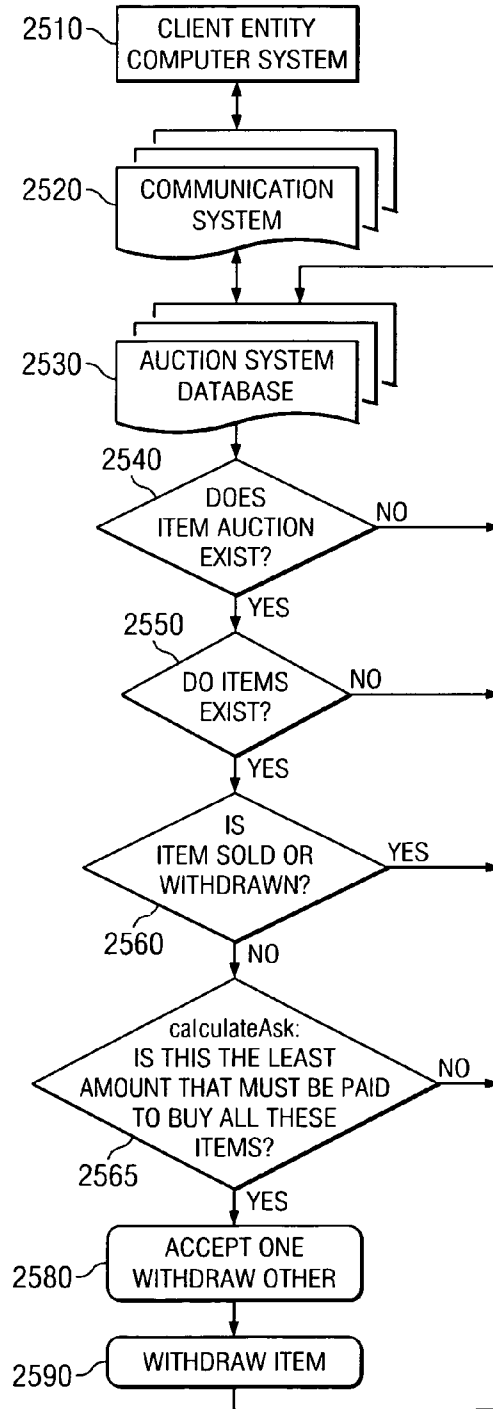 2510
CLIENT ENTITY
COMPUTER SYSTEM
2520
COMMUNICATION
SYSTEM
2530
AUCTION SYSTEM
DATABASE
2540
DOES
ITEM AUCTION
EXIST?
NO
YES
2550
DO ITEMS
EXIST?
NO
YES
IS
ITEM SOLD OR
WITHDRAWN?
YES
2560
NO
calculateAsk:
IS THIS THE LEAST
AMOUNT THAT MUST BE PAID
TO BUY ALL THESE
ITEMS?
NO
2565
YES
2580
ACCEPT ONE
WITHDRAW OTHER
2590
WITHDRAW ITEM